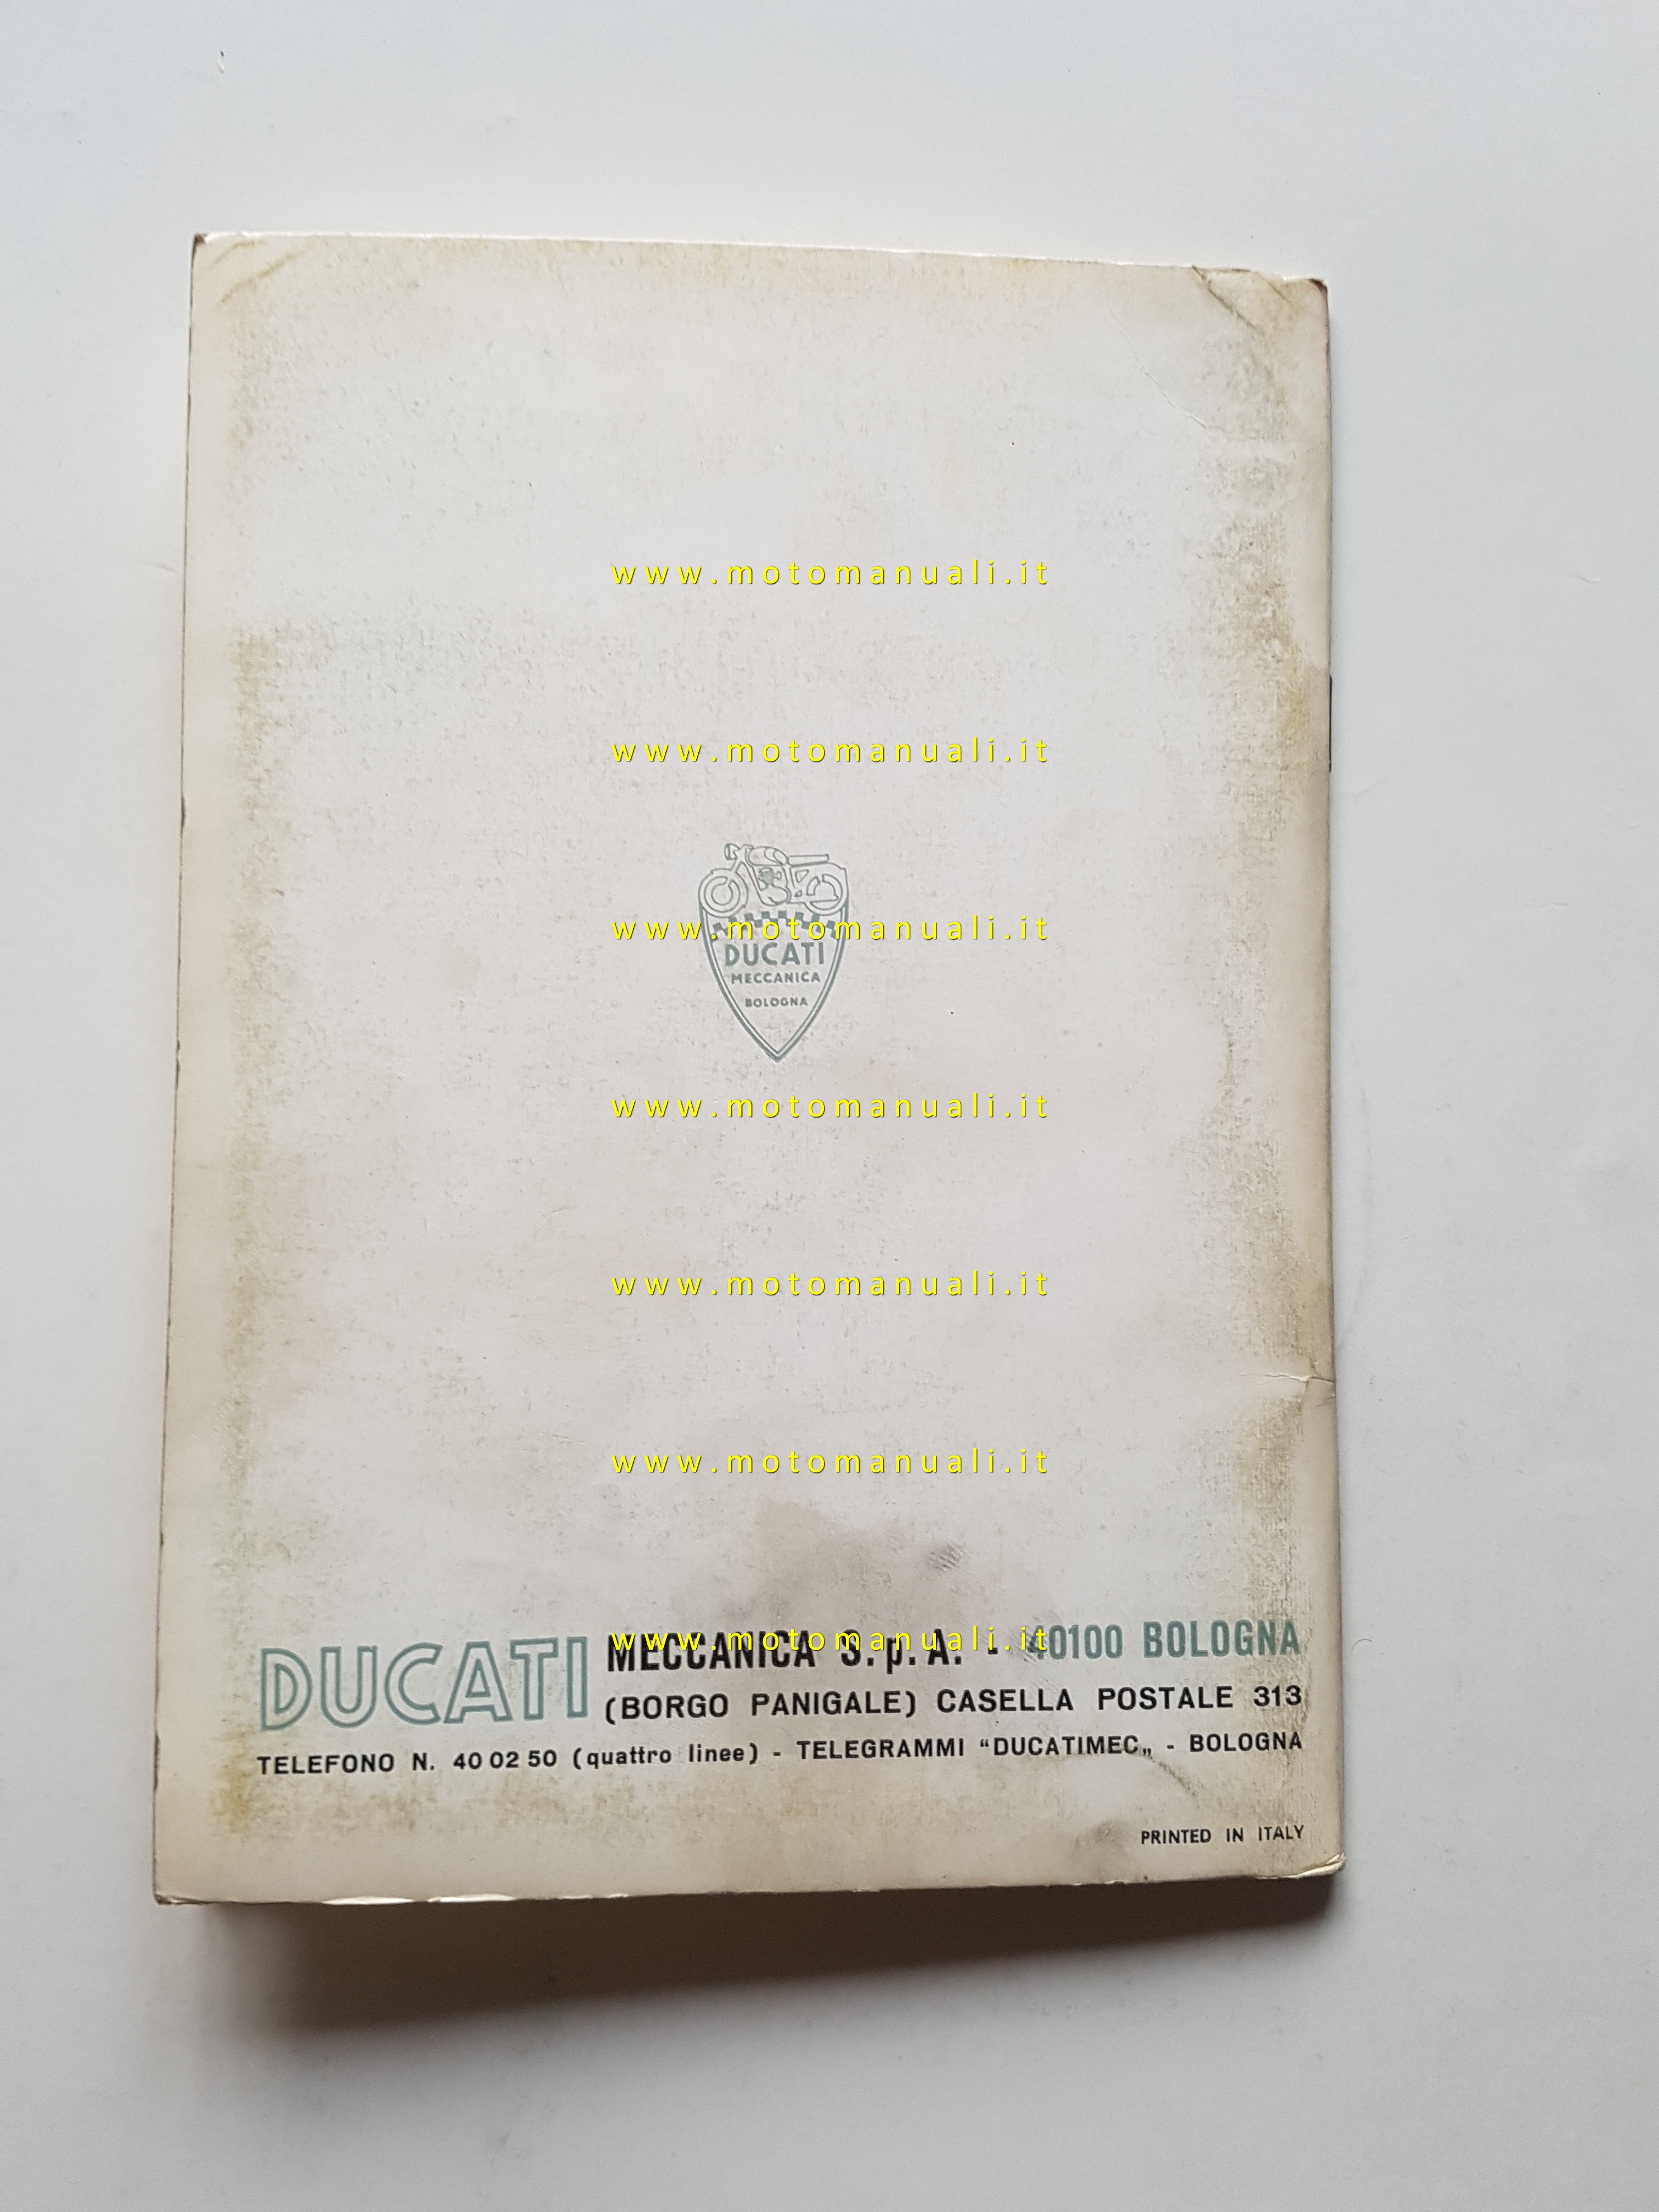 www.motomanuali.it
www.motomanuali.it
www.motomanuali.it
DUCATI
MECCANICA
BOLOGNA
www.motomanuali.it
www.motomanuali.it
www.motomanuali.it
www.motomanuali.it
DUCATI MECCANICA S.p.A. - 40100 BOLOGNA
(BORGO PANIGALE) CASELLA POSTALE 313
TELEFONO N. 40 02 50 (quattro linee) - TELEGRAMMI "DUCATIMEC„ - BOLOGNA
PRINTED IN ITALY